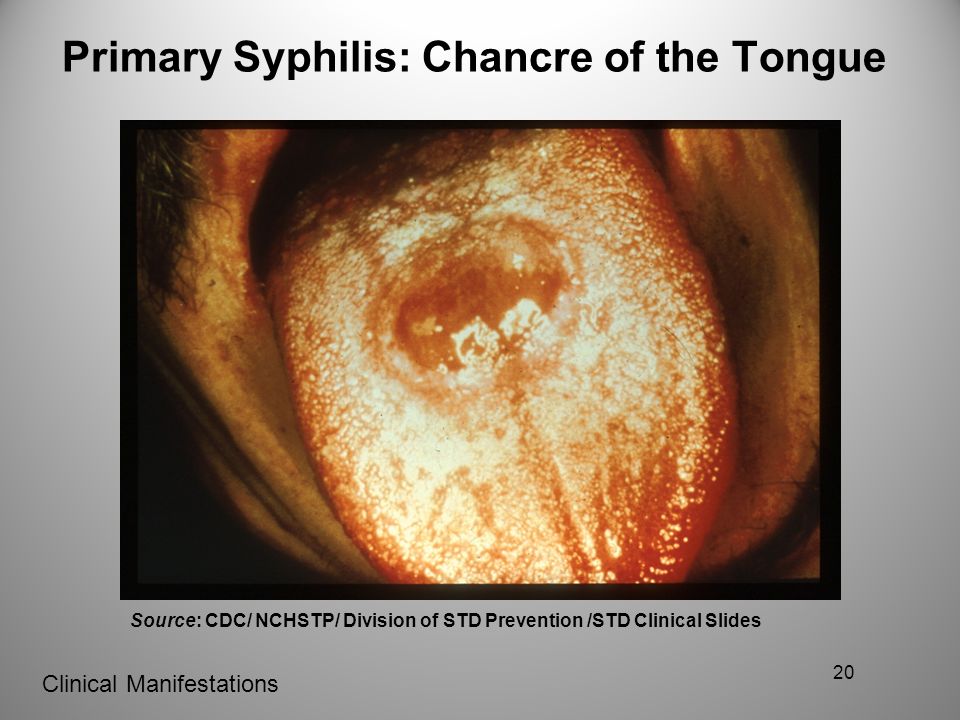 Primary Syphilis: Chancre of the Tongue
Source: CDC/ NCHSTP/ Division of STD Prevention /STD Clinical Slides
20
Clinical Manifestations